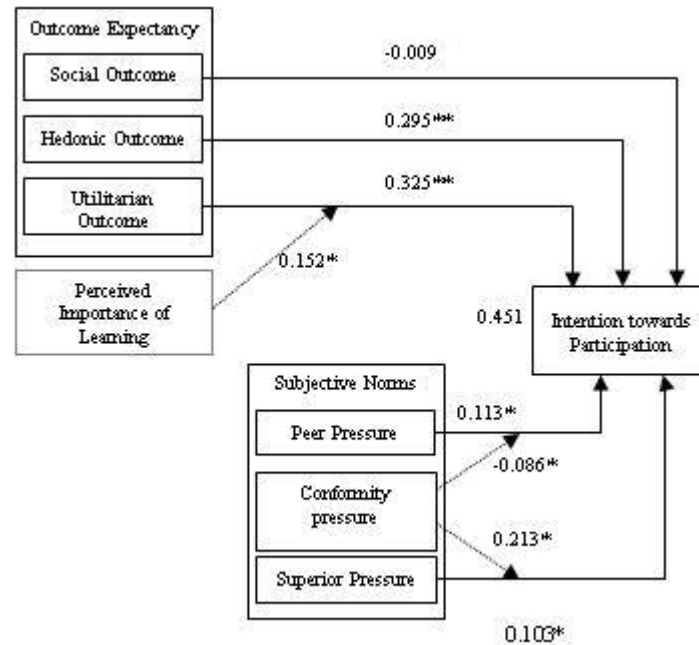 Outcome Expectancy
Social Outcome
-0.009
Hedonic Outcome
0.295***
Utilitarian
Outcome
0.325***
0.152*
Perceived
Importance of
Learning
0.451
Intention towards
Participation
Subjective Norms
Peer Pressure
0.113*
-0.086*
Conformity
pressure
0.213*
Superior Pressure
0.103*